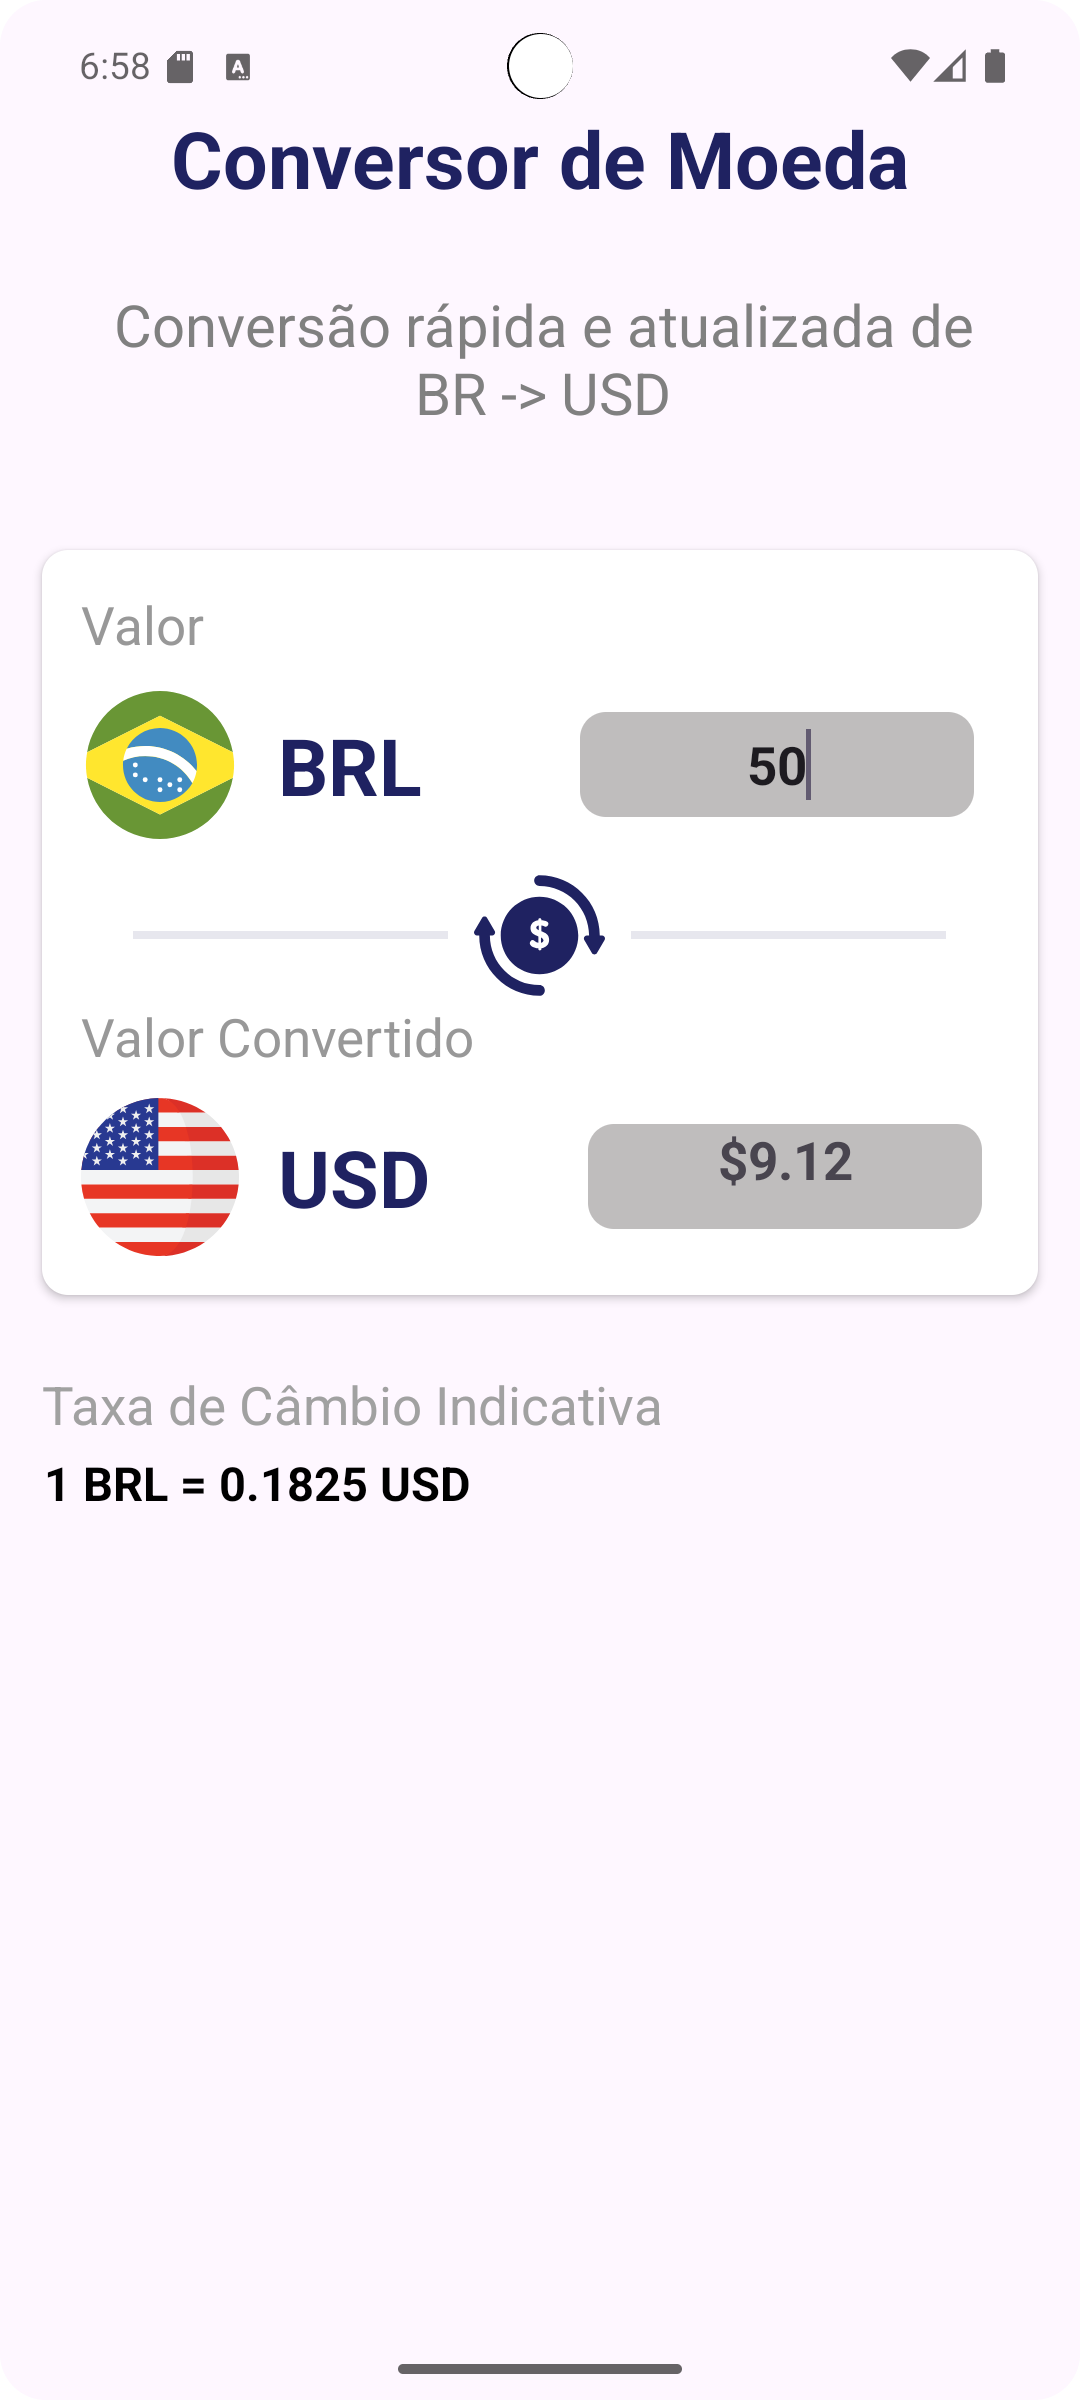 6:58
Conversor de Moeda
Conversão rápida e atualizada de
BR -> USD
Valor
BRL
50
$
Valor Convertido
USD
$9.12
Taxa de Câmbio Indicativa
1 BRL = 0.1825 USD